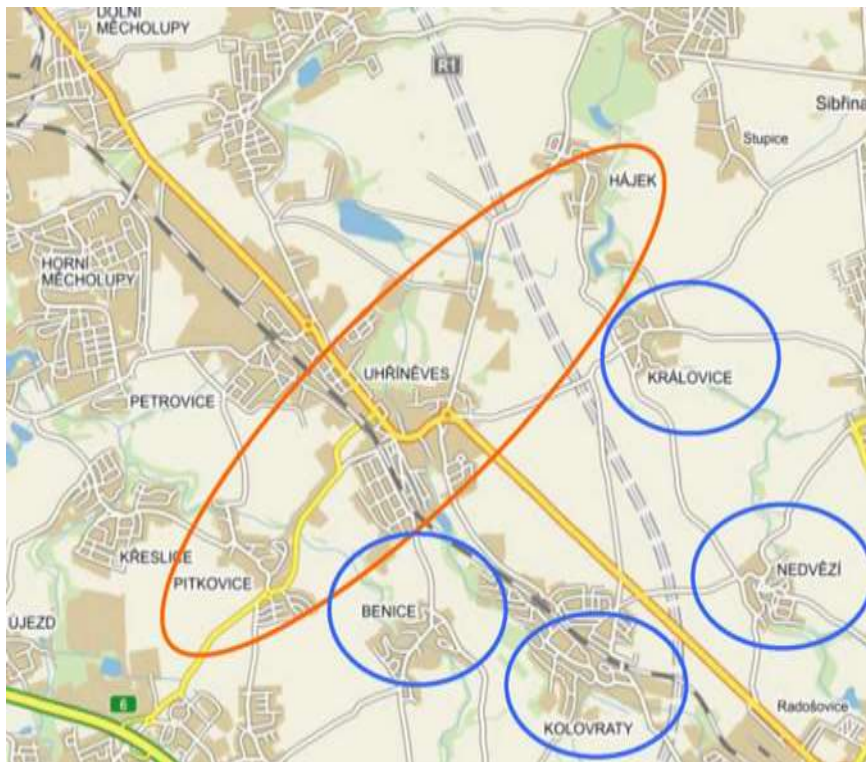 DOLNÍ
MĚCHOLUPY
R1
Sibřina
Stupice
HÁJEK
HORNÍ
MĚCHOLUPY
UHŘÍNĚVES
KRÁLOVICE
PETROVICE
KŘESLICE
PITKOVICE
NEDVĚZÍ
BENICE
ÚJEZD
6
Radošovice
KOLOVRATY